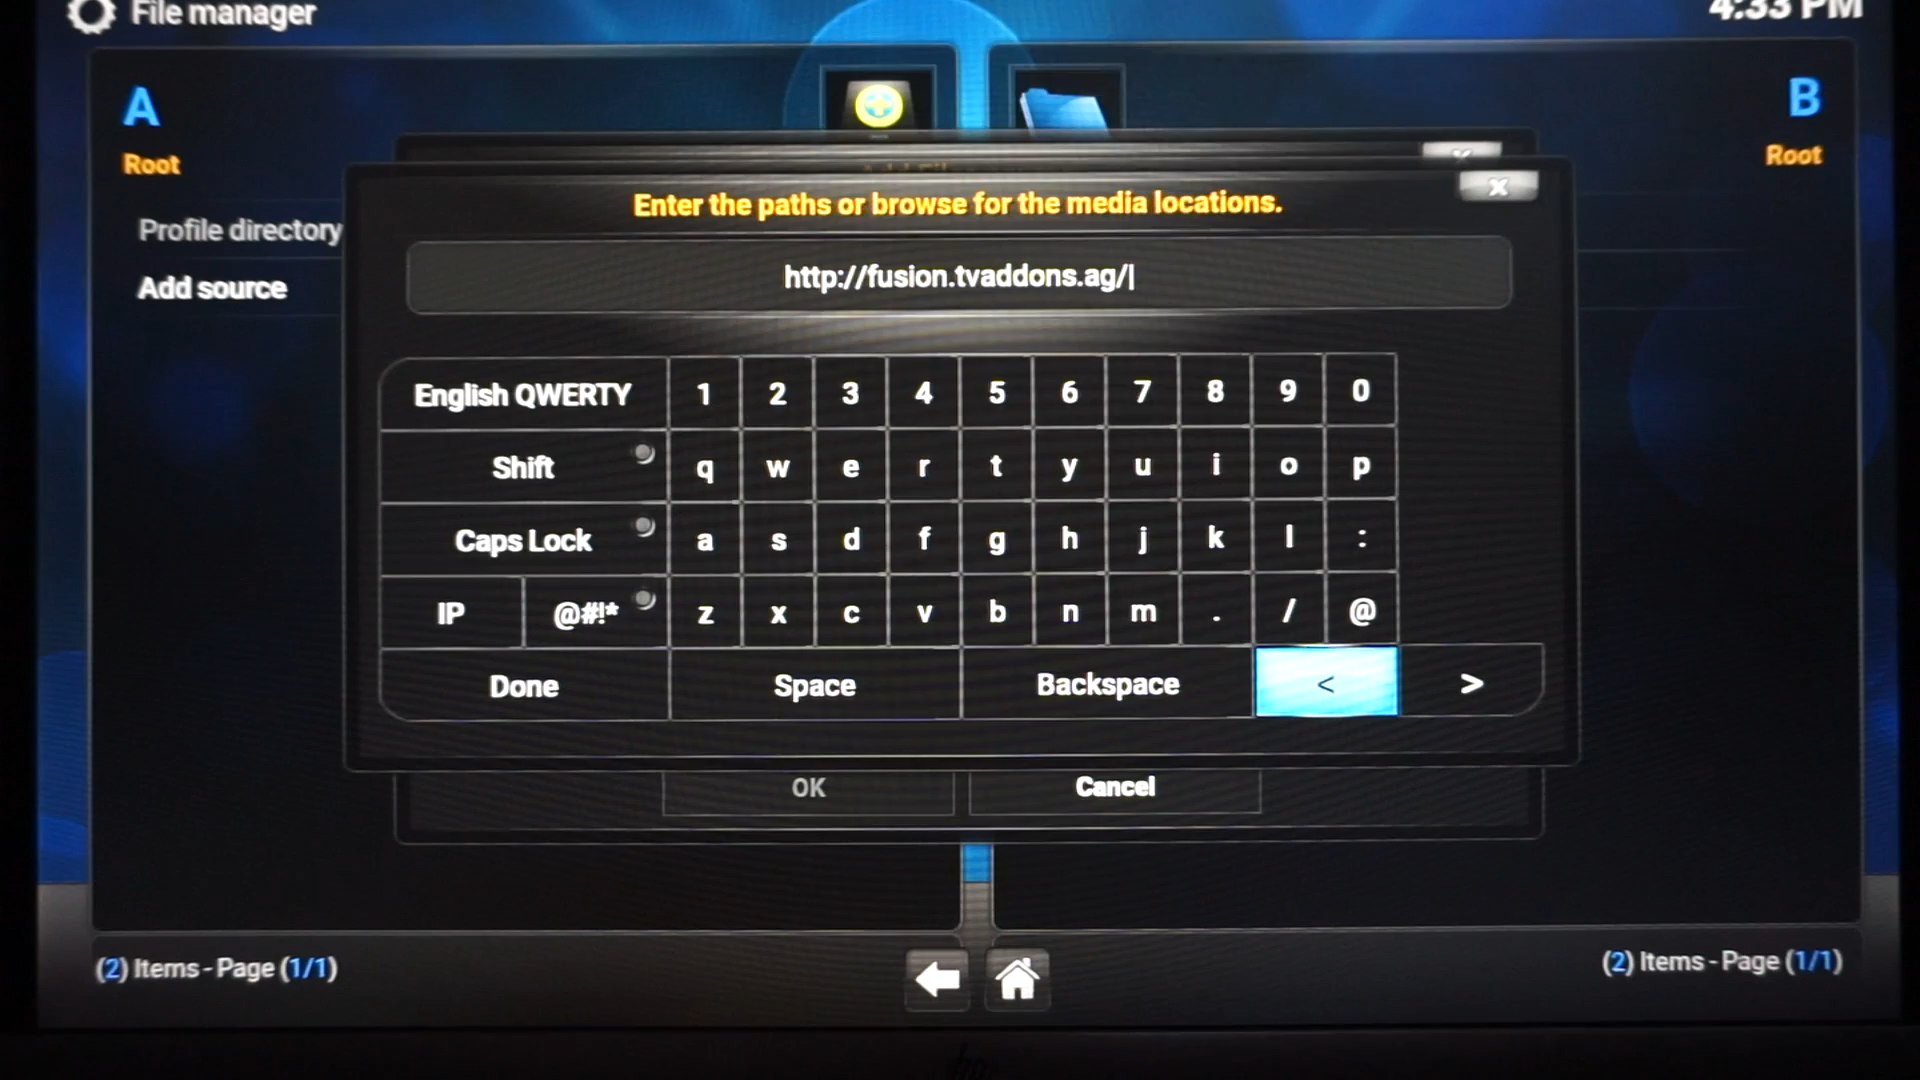 File manager
4:33 PM
A
B
Root
Root
Enter the paths or browse for the media locations.
x
Profile directory
http://fusion.tvaddons.ag/
Add source
English QWERTY 1 2 3 4 5 6 7 8 9 0
Shift q w e r t y u i o p
Caps Lock a s d f g h j k l :
IP @#!* z x c v b n m . / @
Done Space Backspace < >
OK Cancel
(2) Items - Page (1/1)
(2) Items - Page (1/1)
hp